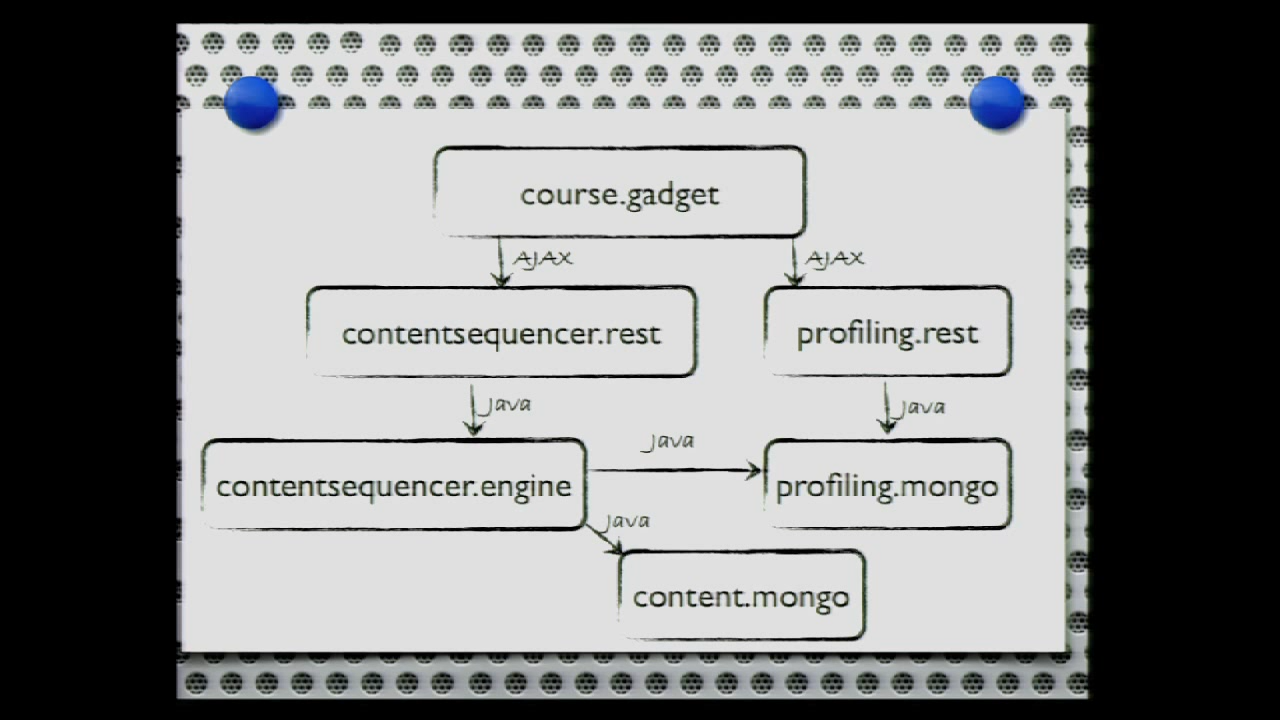 course.gadget
AJAX
AJAX
contentsequencer.rest
profiling.rest
Java
Java
Java
contentsequencer.engine
profiling.mongo
Java
content.mongo